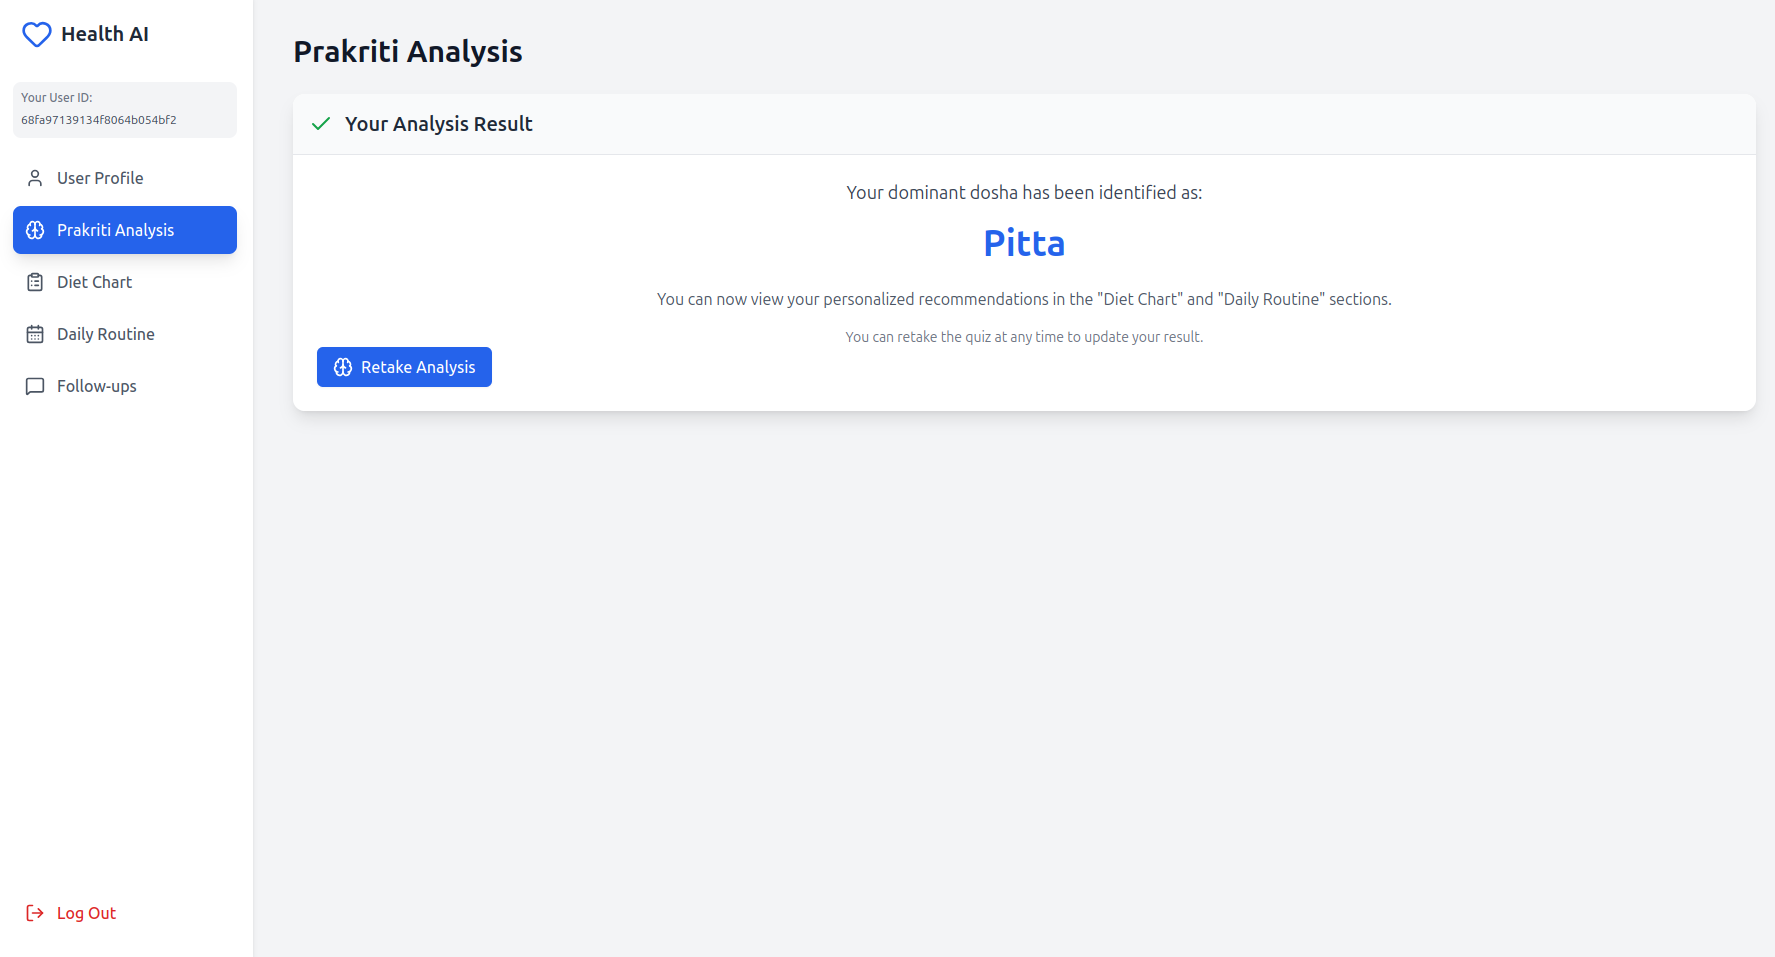 Health AI
Your User ID:
68fa97139134f8064b054bf2
User Profile
Prakriti Analysis
Diet Chart
Daily Routine
Follow-ups
Log Out
Prakriti Analysis
Your Analysis Result
Your dominant dosha has been identified as:
Pitta
You can now view your personalized recommendations in the "Diet Chart" and "Daily Routine" sections.
You can retake the quiz at any time to update your result.
Retake Analysis